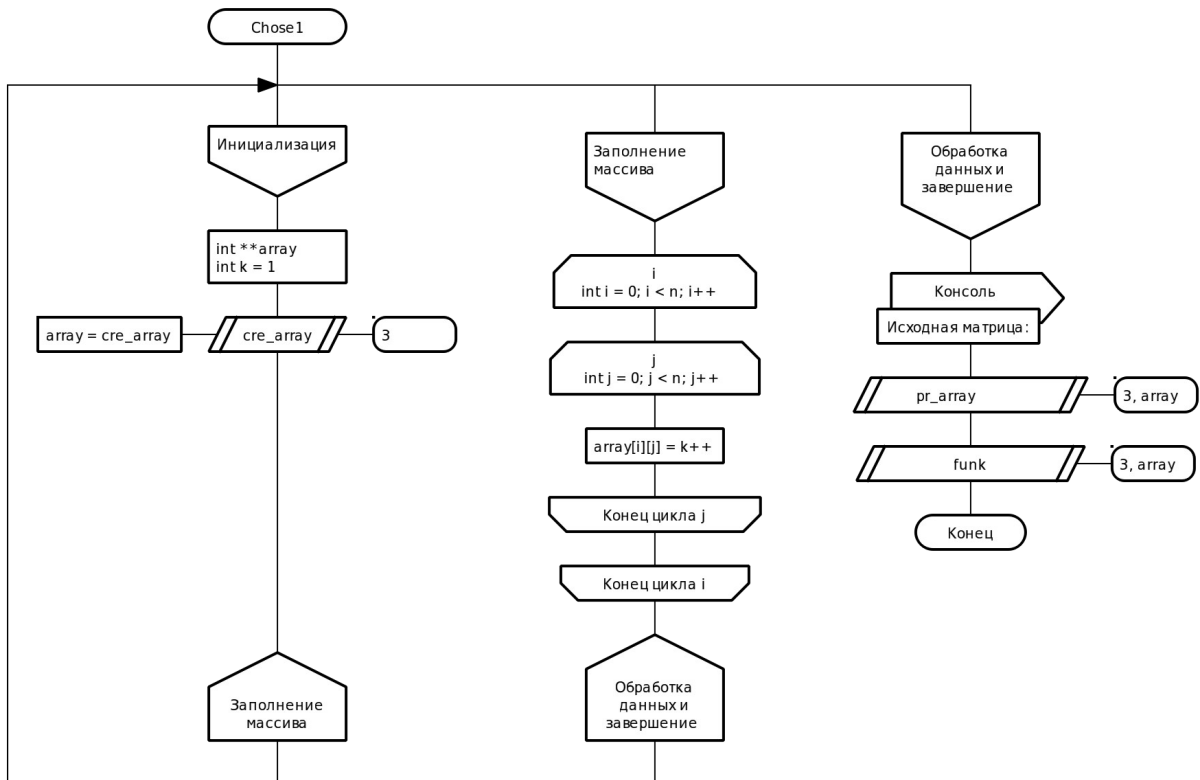 Chose1
Инициализация
int **array
int k = 1
array = cre_array
cre_array
3
Заполнение
массива
Заполнение
массива
i
int i = 0; i < n; i++
j
int j = 0; j < n; j++
array[i][j] = k++
Конец цикла j
Конец цикла i
Обработка
данных и
завершение
Обработка
данных и
завершение
Консоль
Исходная матрица:
pr_array
3, array
funk
3, array
Конец